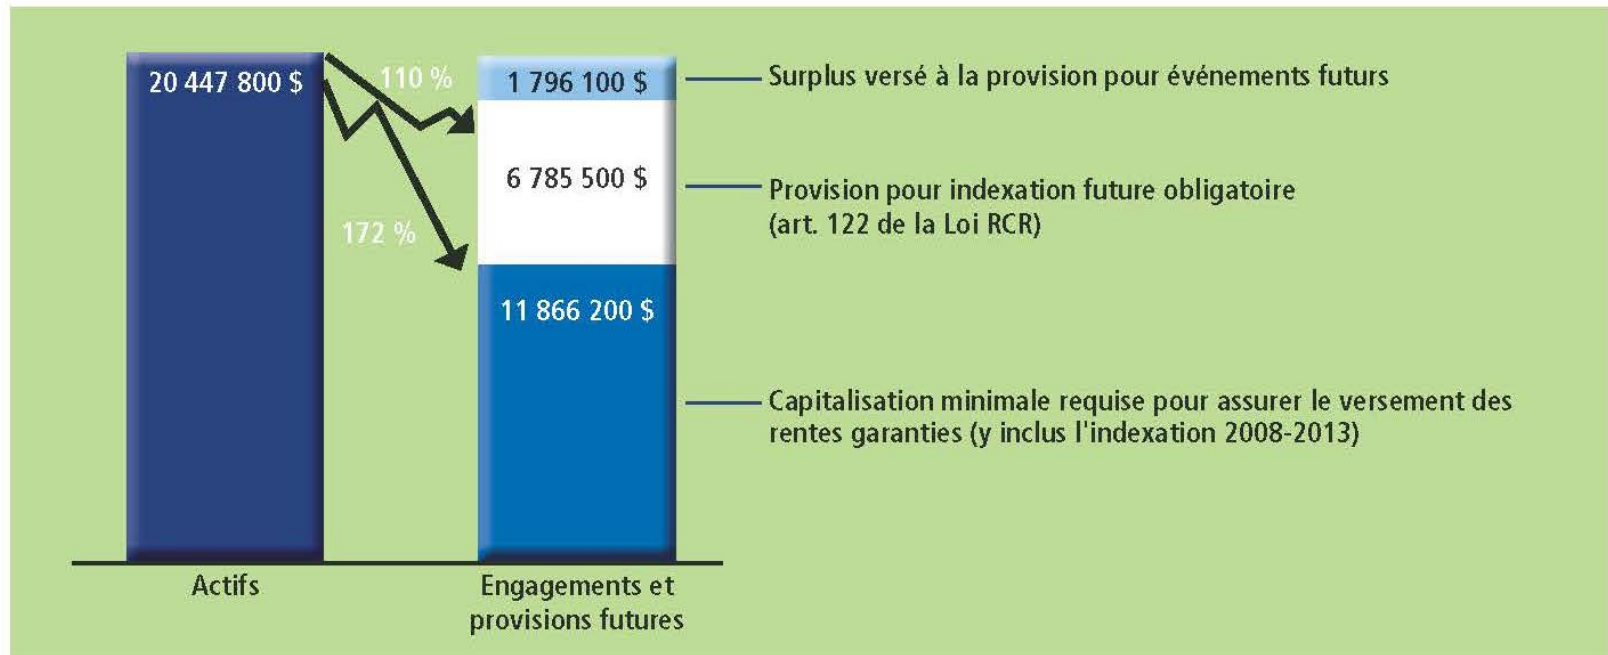 20 447 800 $
110 %
172 %
1 796 100 $
6 785 500 $
11 866 200 $
Surplus versé à la provision pour événements futurs
Provision pour indexation future obligatoire
(art. 122 de la Loi RCR)
Capitalisation minimale requise pour assurer le versement des
rentes garanties (y inclus l'indexation 2008-2013)
Actifs
Engagements et
provisions futures